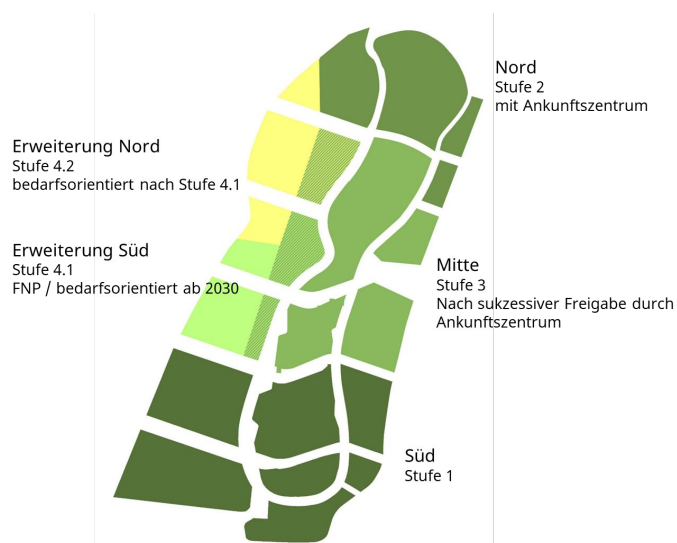 Nord
Stufe 2
mit Ankunftszentrum
Erweiterung Nord
Stufe 4.2
bedarfsorientiert nach Stufe 4.1
Erweiterung Süd
Stufe 4.1
FNP / bedarfsorientiert ab 2030
Mitte
Stufe 3
Nach sukzessiver Freigabe durch
Ankunftszentrum
Süd
Stufe 1